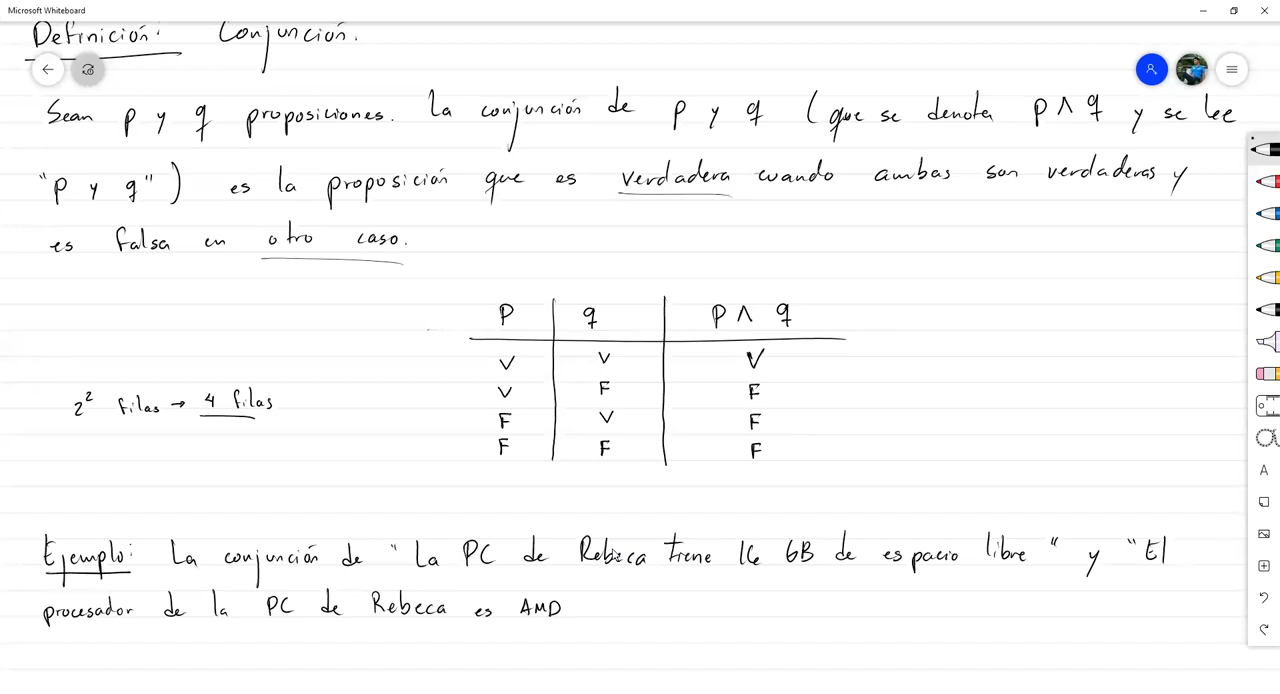 Microsoft Whiteboard
Definición: Conjunción.
Sean p y q proposiciones. La conjunción de p y q (que se denota p ∧ q y se lee
"p y q") es la proposición que es verdadera cuando ambas son verdaderas y
es falsa en otro caso.
P q P ∧ q
V V V
V F F
2² filas → 4 filas
F V F
F F F
Ejemplo: La conjunción de "La PC de Rebeca tiene 16 GB de espacio libre" y "El
procesador de la PC de Rebeca es AMD
A